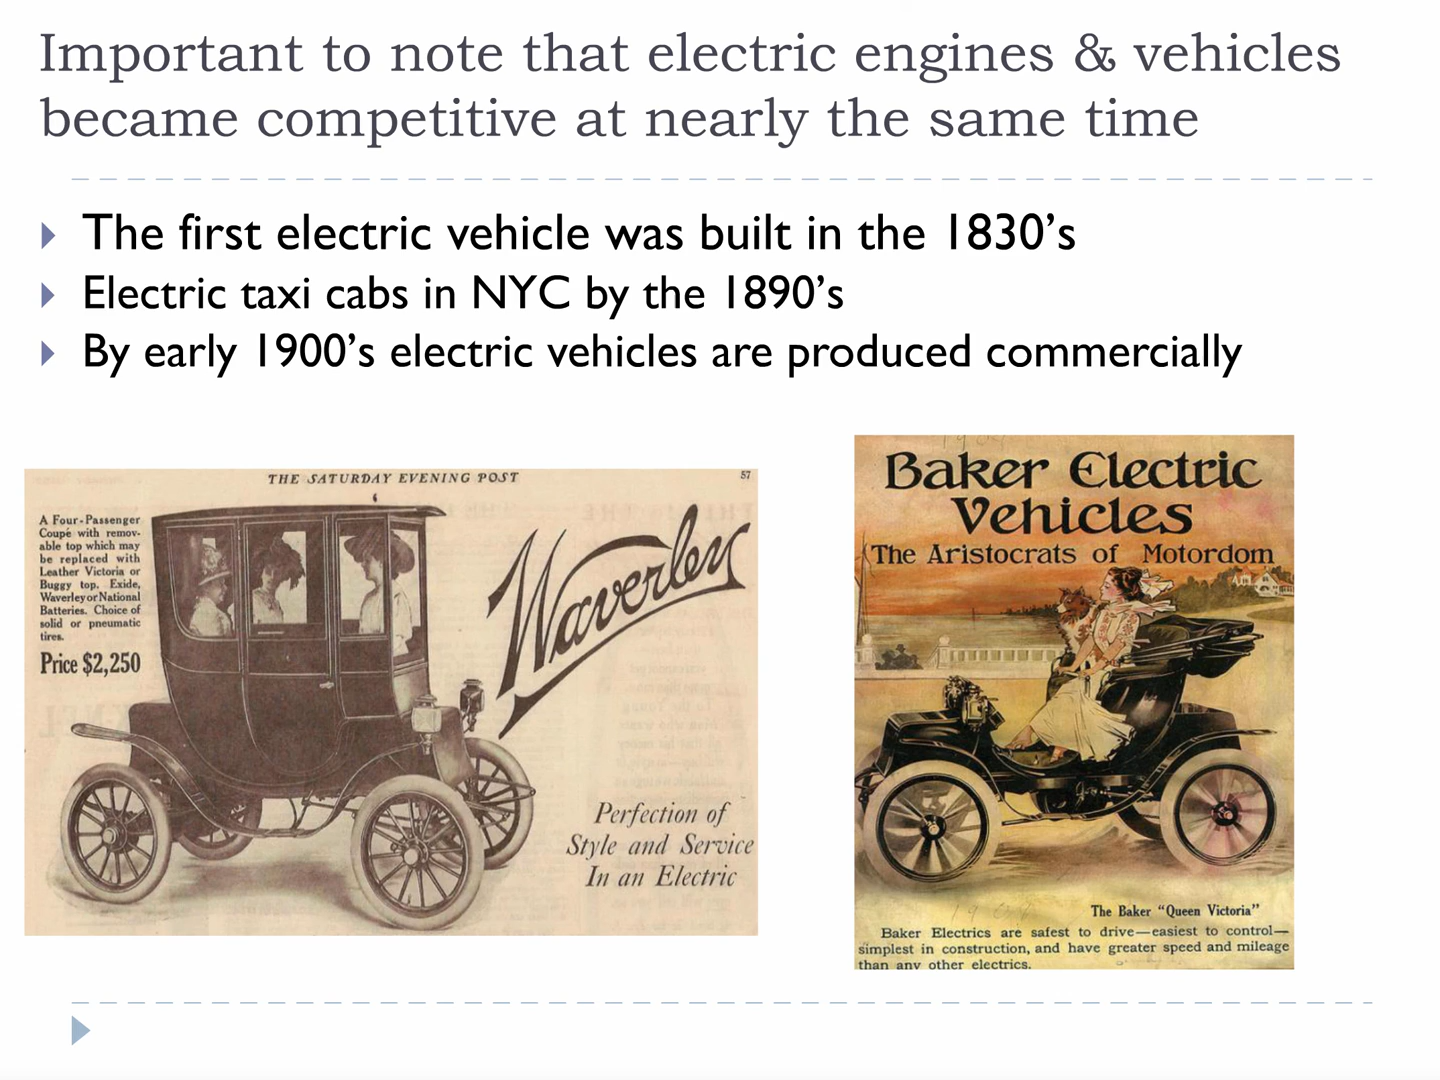 Important to note that electric engines & vehicles
became competitive at nearly the same time
The first electric vehicle was built in the 1830's
Electric taxi cabs in NYC by the 1890's
By early 1900's electric vehicles are produced commercially
THE SATURDAY EVENING POST
57
A Four-Passenger
Coupé with remov-
able top which may
be replaced with
Leather Victoria or
Buggy top. Exide,
Waverley or National
Batteries. Choice of
solid or pneumatic
tires.
Price $2,250
Waverley
Perfection of
Style and Service
In an Electric
Baker Electric
Vehicles
The Aristocrats of Motordom
The Baker "Queen Victoria"
Baker Electrics are safest to drive—easiest to control—
simplest in construction, and have greater speed and mileage
than any other electrics.